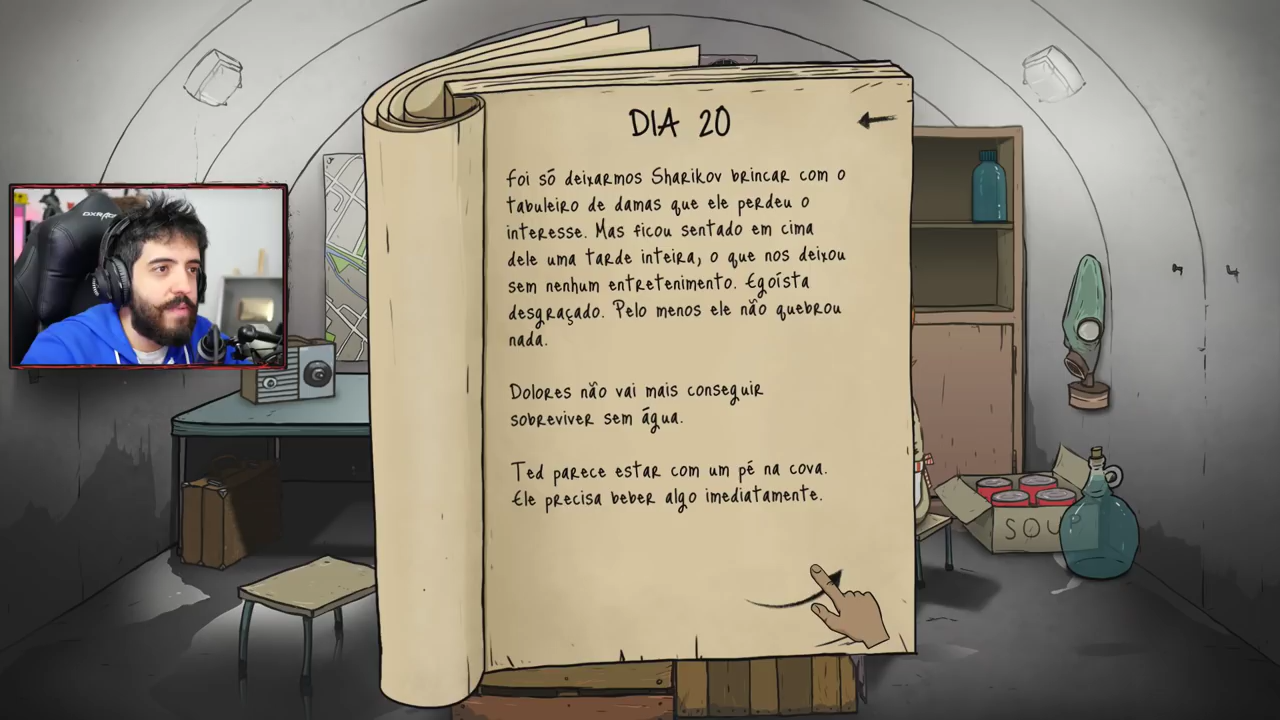 DIA 20
Foi só deixarmos Sharikov brincar com o
tabuleiro de damas que ele perdeu o
interesse. Mas ficou sentado em cima
dele uma tarde inteira, o que nos deixou
sem nenhum entretenimento. Egoísta
desgraçado. Pelo menos ele não quebrou
nada.
Dolores não vai mais conseguir
sobreviver sem água.
Ted parece estar com um pé na cova.
Ele precisa beber algo imediatamente.
DXRACER
SOU